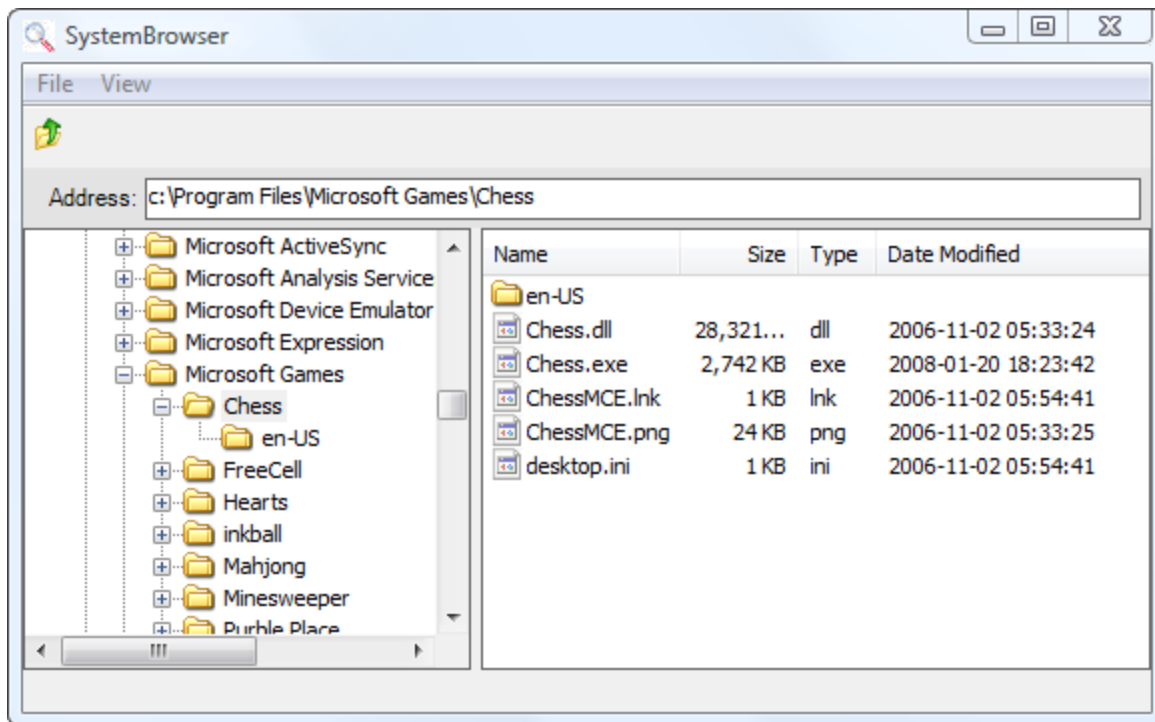 SystemBrowser
File View
Address: c:\Program Files\Microsoft Games\Chess
Microsoft ActiveSync
Microsoft Analysis Service
Microsoft Device Emulator
Microsoft Expression
Microsoft Games
Chess
en-US
FreeCell
Hearts
inkball
Mahjong
Minesweeper
Purble Place
Name Size Type Date Modified
en-US
Chess.dll 28,321... dll 2006-11-02 05:33:24
Chess.exe 2,742 KB exe 2008-01-20 18:23:42
ChessMCE.lnk 1 KB lnk 2006-11-02 05:54:41
ChessMCE.png 24 KB png 2006-11-02 05:33:25
desktop.ini 1 KB ini 2006-11-02 05:54:41